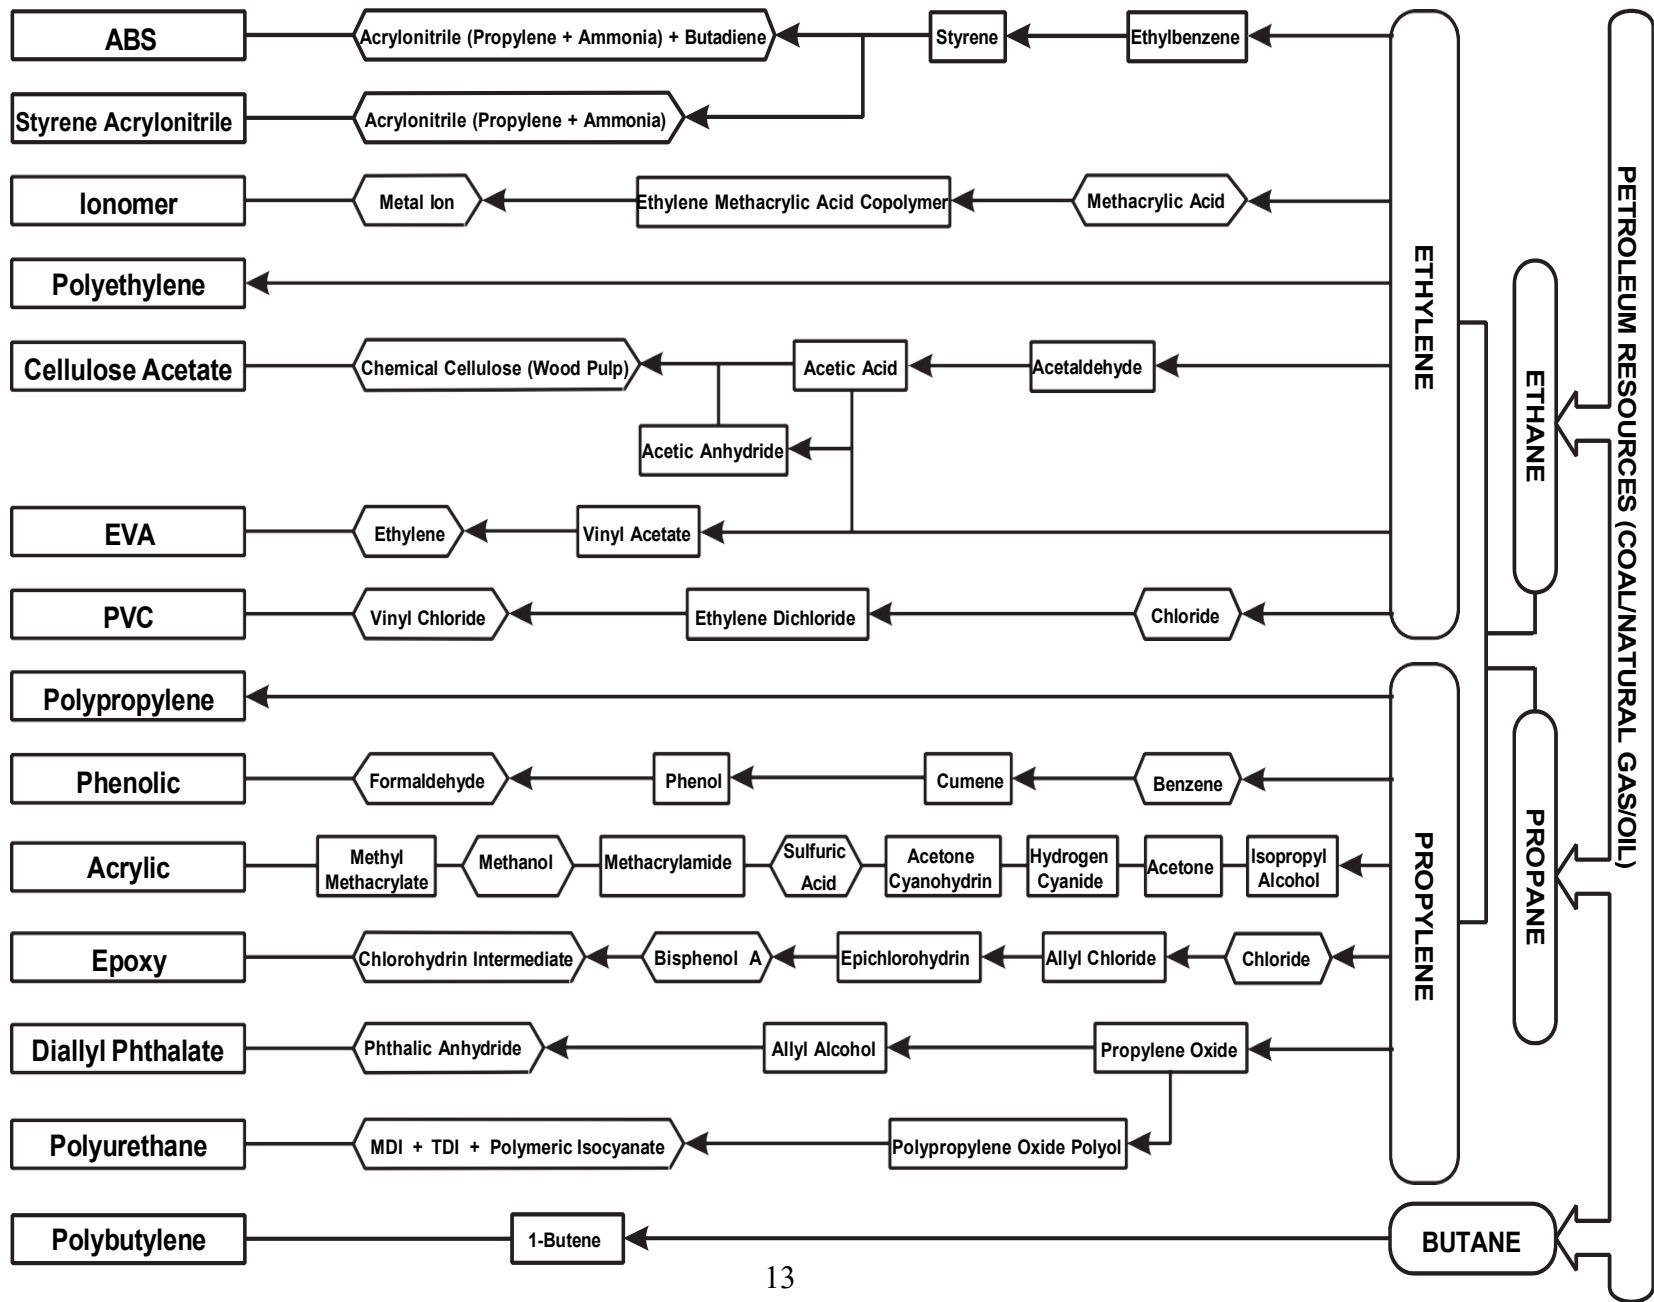 ABS
Acrylonitrile (Propylene + Ammonia) + Butadiene
Styrene
Ethylbenzene
Styrene Acrylonitrile
Acrylonitrile (Propylene + Ammonia)
Ionomer
Metal Ion
Ethylene Methacrylic Acid Copolymer
Methacrylic Acid
Polyethylene
Cellulose Acetate
Chemical Cellulose (Wood Pulp)
Acetic Acid
Acetaldehyde
Acetic Anhydride
EVA
Ethylene
Vinyl Acetate
PVC
Vinyl Chloride
Ethylene Dichloride
Chloride
ETHYLENE
ETHANE
PETROLEUM RESOURCES (COAL/NATURAL GAS/OIL)
Polypropylene
Phenolic
Formaldehyde
Phenol
Cumene
Benzene
Acrylic
Methyl
Methacrylate
Methanol
Methacrylamide
Sulfuric
Acid
Acetone
Cyanohydrin
Hydrogen
Cyanide
Acetone
Isopropyl
Alcohol
Epoxy
Chlorohydrin Intermediate
Bisphenol A
Epichlorohydrin
Allyl Chloride
Chloride
Diallyl Phthalate
Phthalic Anhydride
Allyl Alcohol
Propylene Oxide
Polyurethane
MDI + TDI + Polymeric Isocyanate
Polypropylene Oxide Polyol
PROPYLENE
PROPANE
Polybutylene
1-Butene
BUTANE
13